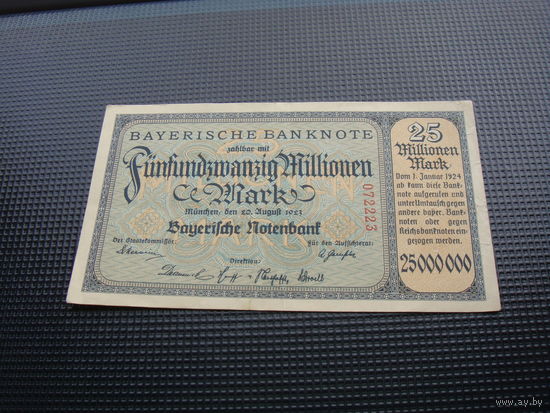 BAYERISCHE BANKNOTE
zahlbar mit
Fünfundzwanzig Millionen
Mark
München, den 20. August 1923
Bayerische Notenbank
Der Staatskommissär:
Für den Aufsichtsrat:
Direktion:
072223
25
Millionen
Mark
Vom 1. Januar 1924
ab kann diese Bank-
note aufgerufen und
unter Umtausch gegen
andere bayer. Bank-
noten oder gegen
Reichsbanknoten ein-
gezogen werden.
25000000
www.ay.by